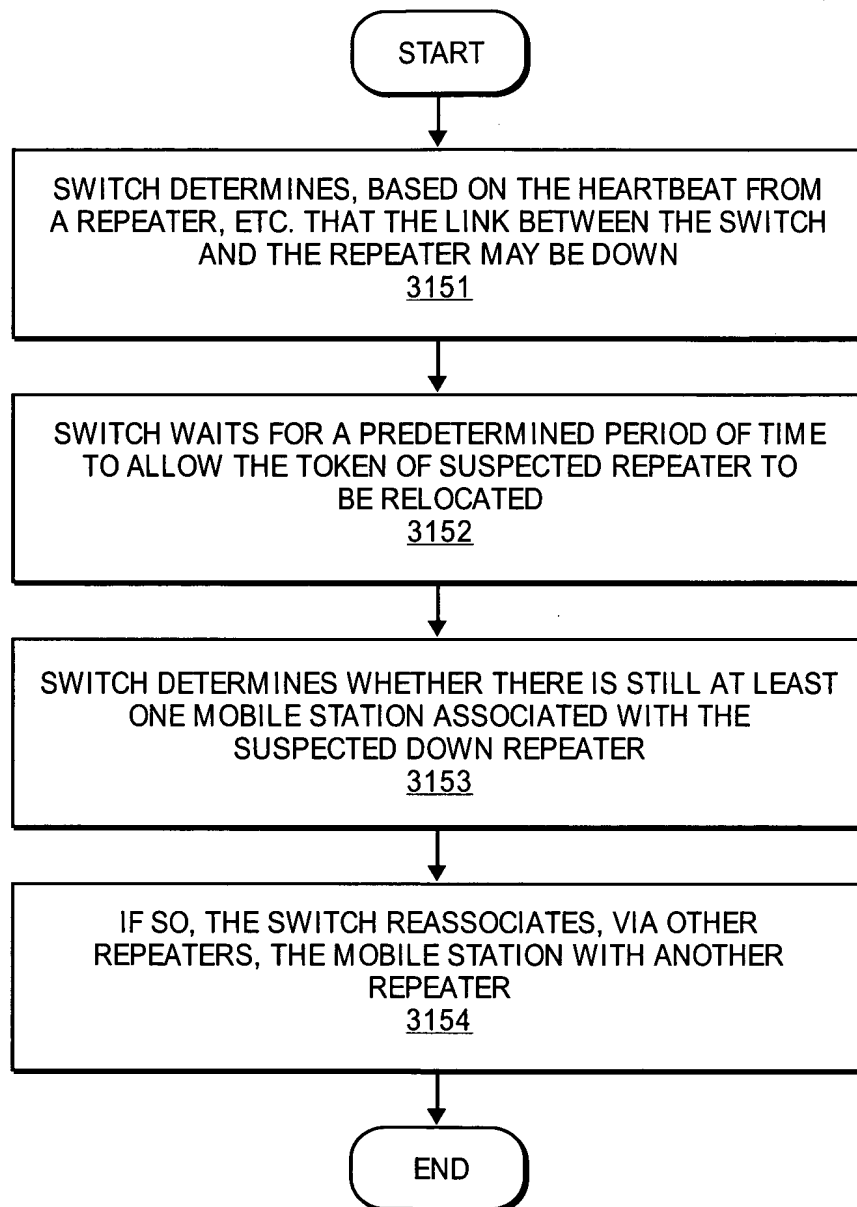 START
SWITCH DETERMINES, BASED ON THE HEARTBEAT FROM
A REPEATER, ETC. THAT THE LINK BETWEEN THE SWITCH
AND THE REPEATER MAY BE DOWN
3151
SWITCH WAITS FOR A PREDETERMINED PERIOD OF TIME
TO ALLOW THE TOKEN OF SUSPECTED REPEATER TO
BE RELOCATED
3152
SWITCH DETERMINES WHETHER THERE IS STILL AT LEAST
ONE MOBILE STATION ASSOCIATED WITH THE
SUSPECTED DOWN REPEATER
3153
IF SO, THE SWITCH REASSOCIATES, VIA OTHER
REPEATERS, THE MOBILE STATION WITH ANOTHER
REPEATER
3154
END